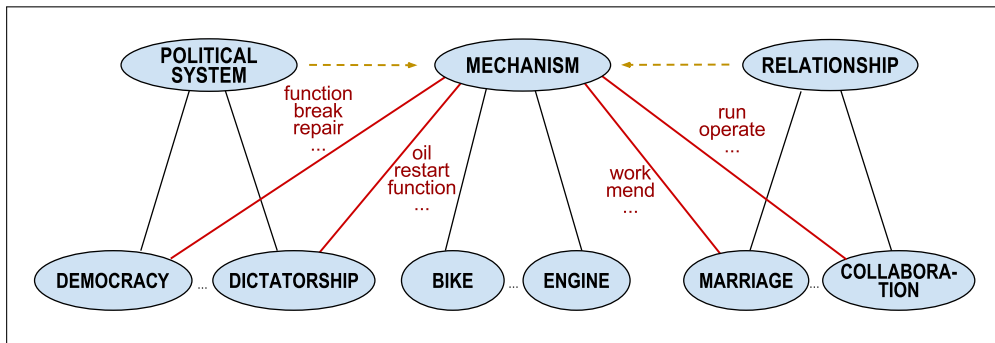 POLITICAL
SYSTEM
MECHANISM
RELATIONSHIP
function
break
repair
...
oil
restart
function
...
work
mend
...
run
operate
...
DEMOCRACY
...
DICTATORSHIP
BIKE
...
ENGINE
MARRIAGE
...
COLLABORA-
TION